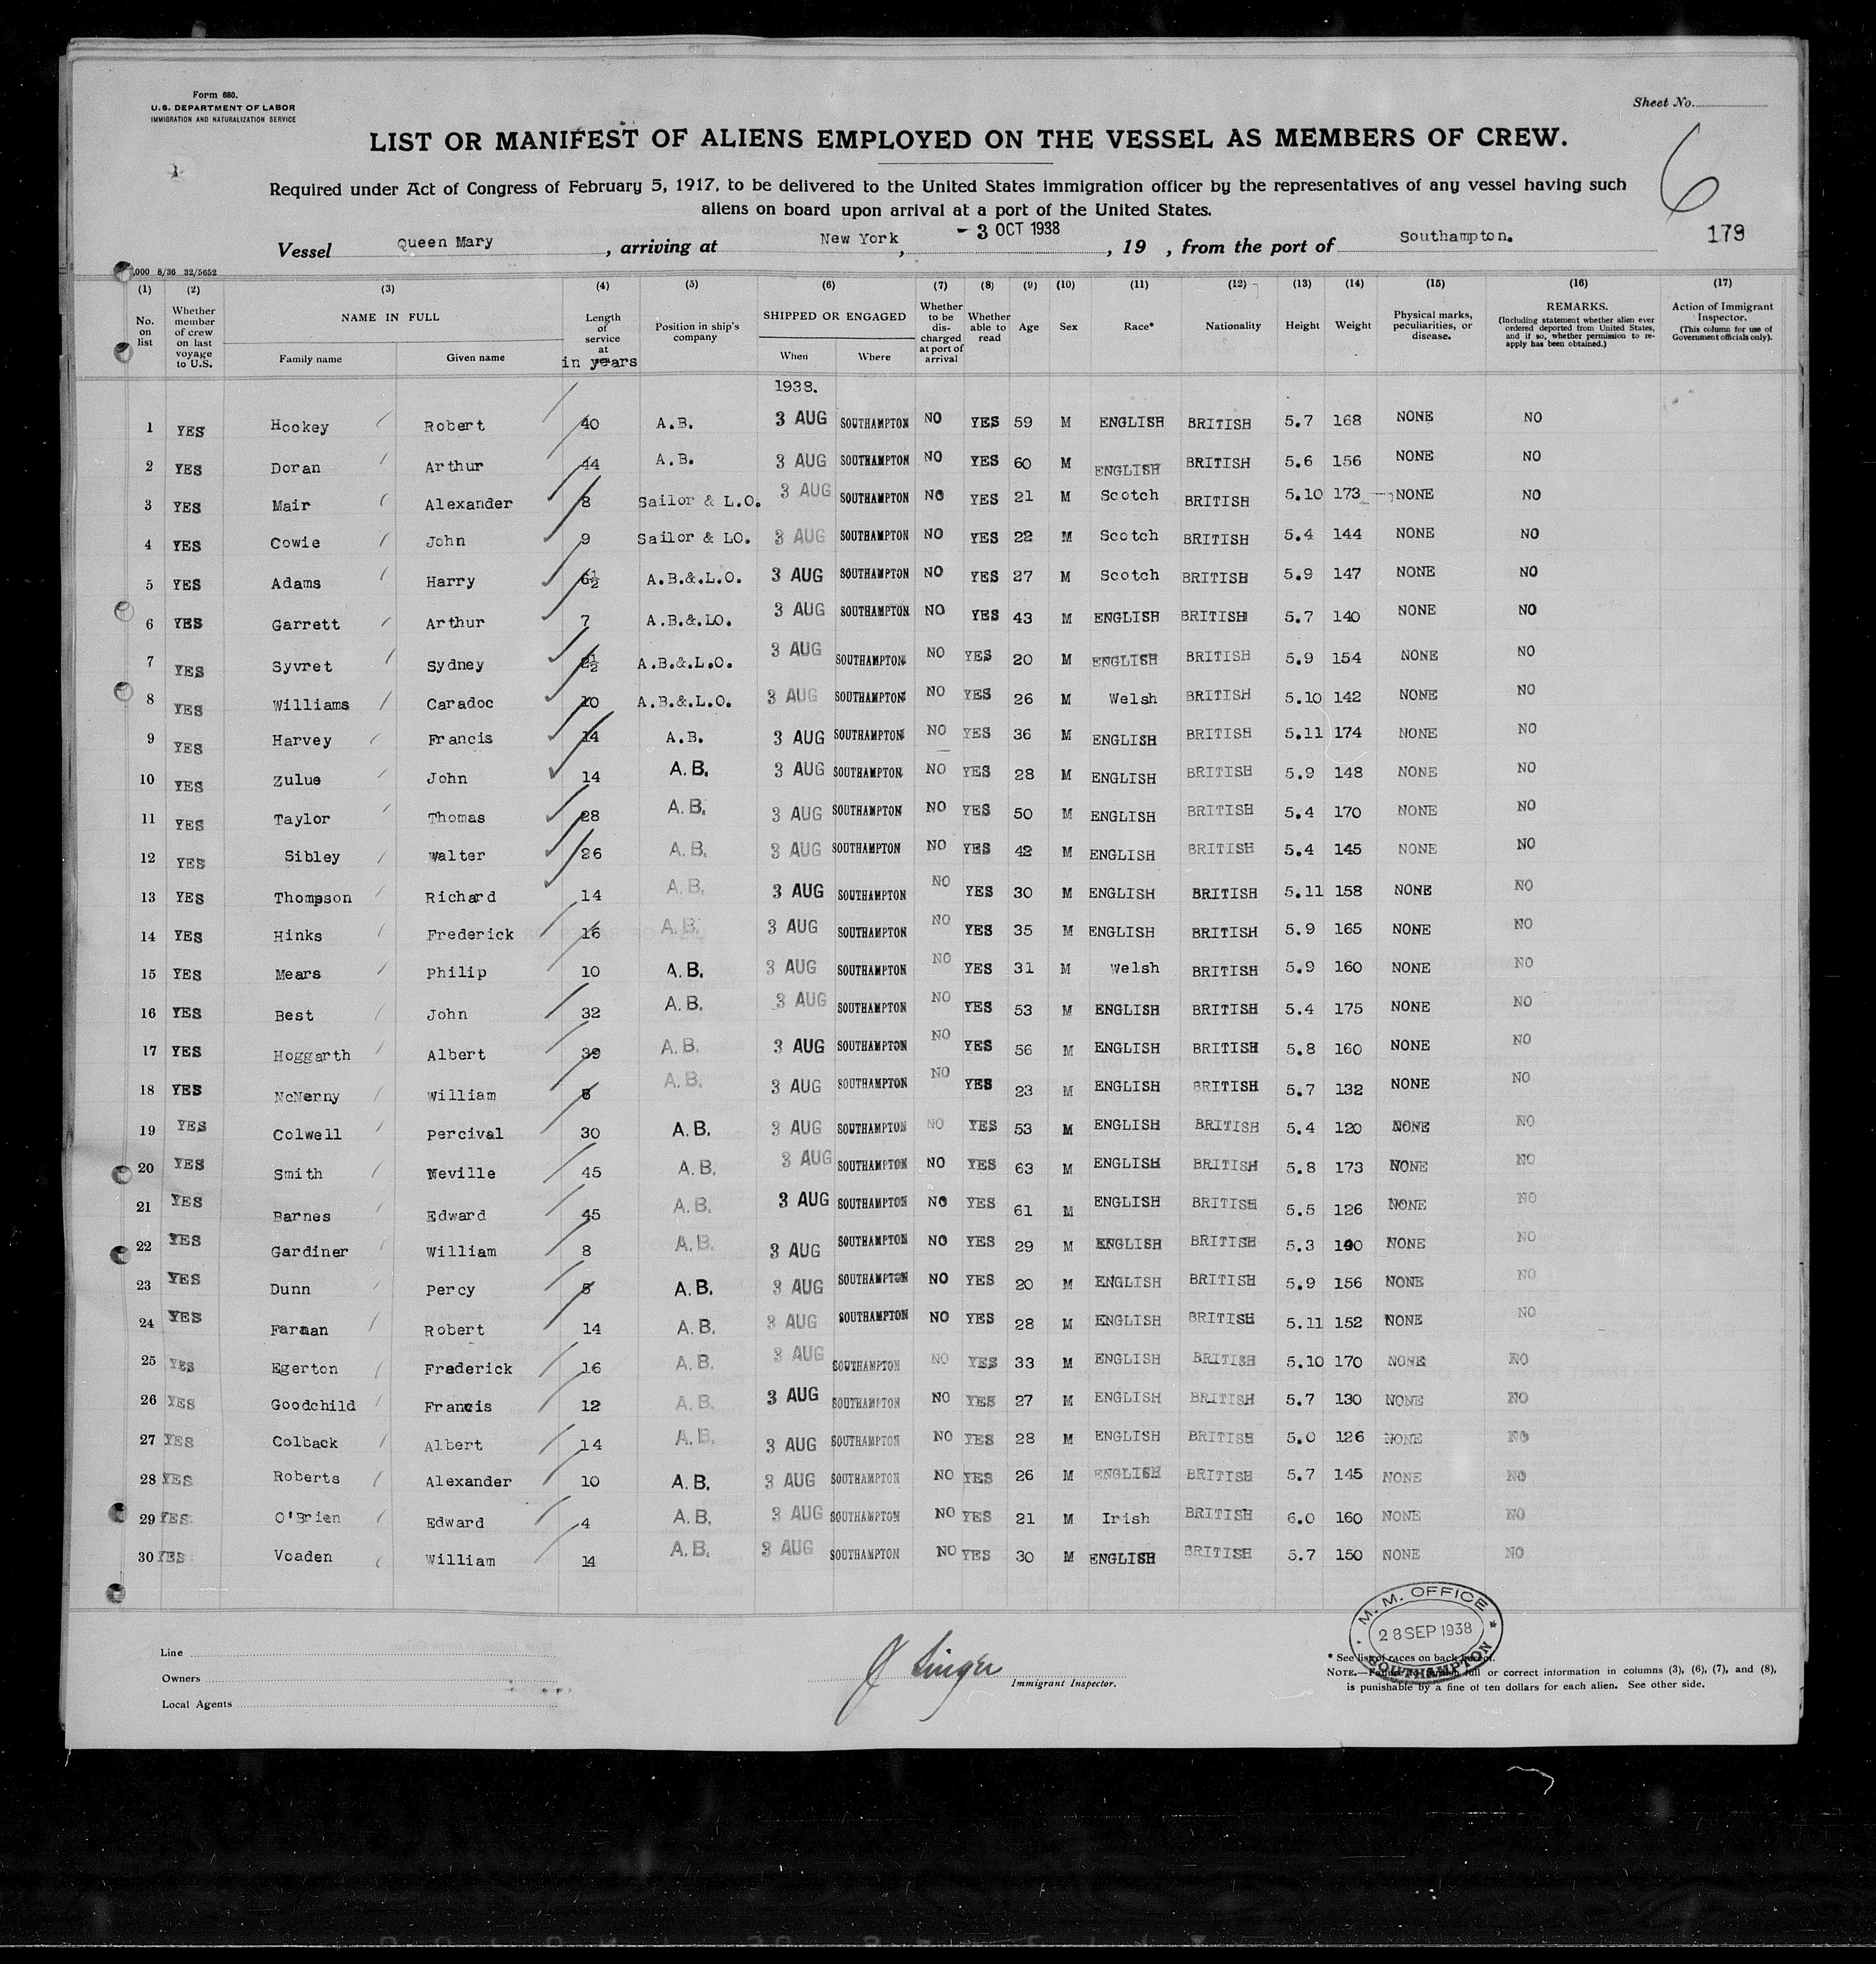 Form 680.
U.S. DEPARTMENT OF LABOR
IMMIGRATION AND NATURALIZATION SERVICE
Sheet No.
LIST OR MANIFEST OF ALIENS EMPLOYED ON THE VESSEL AS MEMBERS OF CREW.
6
Required under Act of Congress of February 5, 1917, to be delivered to the United States immigration officer by the representatives of any vessel having such
aliens on board upon arrival at a port of the United States.
Vessel Queen Mary, arriving at New York, - 3 OCT 1938, 19 , from the port of Southampton. 179
,000 8/36 32/5652
(1) (2) (3) (4) (5) (6) (7) (8) (9) (10) (11) (12) (13) (14) (15) (16) (17)
No. on list
Whether member of crew on last voyage to U.S.
NAME IN FULL
Family name Given name
Length of service at
in years
Position in ship's company
SHIPPED OR ENGAGED
When Where
Whether to be discharged at port of arrival
Whether able to read
Age Sex Race* Nationality Height Weight
Physical marks, peculiarities, or disease.
REMARKS.
(Including statement whether alien ever ordered deported from United States, and if so, whether permission to re-apply has been obtained.)
Action of Immigrant Inspector.
(This column for use of Government officials only).
1938.
1 YES Hookey Robert 40 A.B. 3 AUG SOUTHAMPTON NO YES 59 M ENGLISH BRITISH 5.7 168 NONE NO
2 YES Doran Arthur 44 A.B. 3 AUG SOUTHAMPTON NO YES 60 M ENGLISH BRITISH 5.6 156 NONE NO
3 YES Mair Alexander 8 Sailor & L.O. 3 AUG SOUTHAMPTON NO YES 21 M Scotch BRITISH 5.10 173 NONE NO
4 YES Cowie John 9 Sailor & LO. 3 AUG SOUTHAMPTON NO YES 22 M Scotch BRITISH 5.4 144 NONE NO
5 YES Adams Harry 6½ A.B.&.L.O. 3 AUG SOUTHAMPTON NO YES 27 M Scotch BRITISH 5.9 147 NONE NO
6 YES Garrett Arthur 7 A.B.&.LO. 3 AUG SOUTHAMPTON NO YES 43 M ENGLISH BRITISH 5.7 140 NONE NO
7 YES Syvret Sydney A.B.&.L.O. 3 AUG SOUTHAMPTON NO YES 20 M ENGLISH BRITISH 5.9 154 NONE NO
8 YES Williams Caradoc 10 A.B.&.L.O. 3 AUG SOUTHAMPTON NO YES 26 M Welsh BRITISH 5.10 142 NONE NO
9 YES Harvey Francis 14 A.B. 3 AUG SOUTHAMPTON NO YES 36 M ENGLISH BRITISH 5.11 174 NONE NO
10 YES Zulue John 14 A.B. 3 AUG SOUTHAMPTON NO YES 28 M ENGLISH BRITISH 5.9 148 NONE NO
11 YES Taylor Thomas 28 A.B. 3 AUG SOUTHAMPTON NO YES 50 M ENGLISH BRITISH 5.4 170 NONE NO
12 YES Sibley Walter 26 A.B. 3 AUG SOUTHAMPTON NO YES 42 M ENGLISH BRITISH 5.4 145 NONE NO
13 YES Thompson Richard 14 A.B. 3 AUG SOUTHAMPTON NO YES 30 M ENGLISH BRITISH 5.11 158 NONE NO
14 YES Hinks Frederick 16 A.B. 3 AUG SOUTHAMPTON NO YES 35 M ENGLISH BRITISH 5.9 165 NONE NO
15 YES Mears Philip 10 A.B. 3 AUG SOUTHAMPTON NO YES 31 M Welsh BRITISH 5.9 160 NONE NO
16 YES Best John 32 A.B. 3 AUG SOUTHAMPTON NO YES 53 M ENGLISH BRITISH 5.4 175 NONE NO
17 YES Hoggarth Albert 39 A.B. 3 AUG SOUTHAMPTON NO YES 56 M ENGLISH BRITISH 5.8 160 NONE NO
18 YES McNerny William A.B. 3 AUG SOUTHAMPTON NO YES 23 M ENGLISH BRITISH 5.7 132 NONE NO
19 YES Colwell Percival 30 A.B. 3 AUG SOUTHAMPTON NO YES 53 M ENGLISH BRITISH 5.4 120 NONE NO
20 YES Smith Neville 45 A.B. 3 AUG SOUTHAMPTON NO YES 63 M ENGLISH BRITISH 5.8 173 NONE NO
21 YES Barnes Edward 45 A.B. 3 AUG SOUTHAMPTON NO YES 61 M ENGLISH BRITISH 5.5 126 NONE NO
22 YES Gardiner William 8 A.B. 3 AUG SOUTHAMPTON NO YES 29 M ENGLISH BRITISH 5.3 NONE NO
23 YES Dunn Percy A.B. 3 AUG SOUTHAMPTON NO YES 20 M ENGLISH BRITISH 5.9 156 NONE NO
24 YES Farman Robert 14 A.B. 3 AUG SOUTHAMPTON NO YES 28 M ENGLISH BRITISH 5.11 152 NONE NO
25 YES Egerton Frederick 16 A.B. 3 AUG SOUTHAMPTON NO YES 33 M ENGLISH BRITISH 5.10 170 NONE NO
26 YES Goodchild Francis 12 A.B. 3 AUG SOUTHAMPTON NO YES 27 M ENGLISH BRITISH 5.7 130 NONE NO
27 YES Colback Albert 14 A.B. 3 AUG SOUTHAMPTON NO YES 28 M ENGLISH BRITISH 5.0 126 NONE NO
28 YES Roberts Alexander 10 A.B. 3 AUG SOUTHAMPTON NO YES 26 M ENGLISH BRITISH 5.7 145 NONE NO
29 YES O'Brien Edward 4 A.B. 3 AUG SOUTHAMPTON NO YES 21 M Irish BRITISH 6.0 160 NONE NO
30 YES Voaden William 14 A.B. 3 AUG SOUTHAMPTON NO YES 30 M ENGLISH BRITISH 5.7 150 NONE NO
M. M. OFFICE
28 SEP 1938
SOUTHAMPTON
Line
Owners
Local Agents
J Singer
Immigrant Inspector.
* See list of races on back hereof.
NOTE.—Failure to furnish full or correct information in columns (3), (6), (7), and (8),
is punishable by a fine of ten dollars for each alien. See other side.